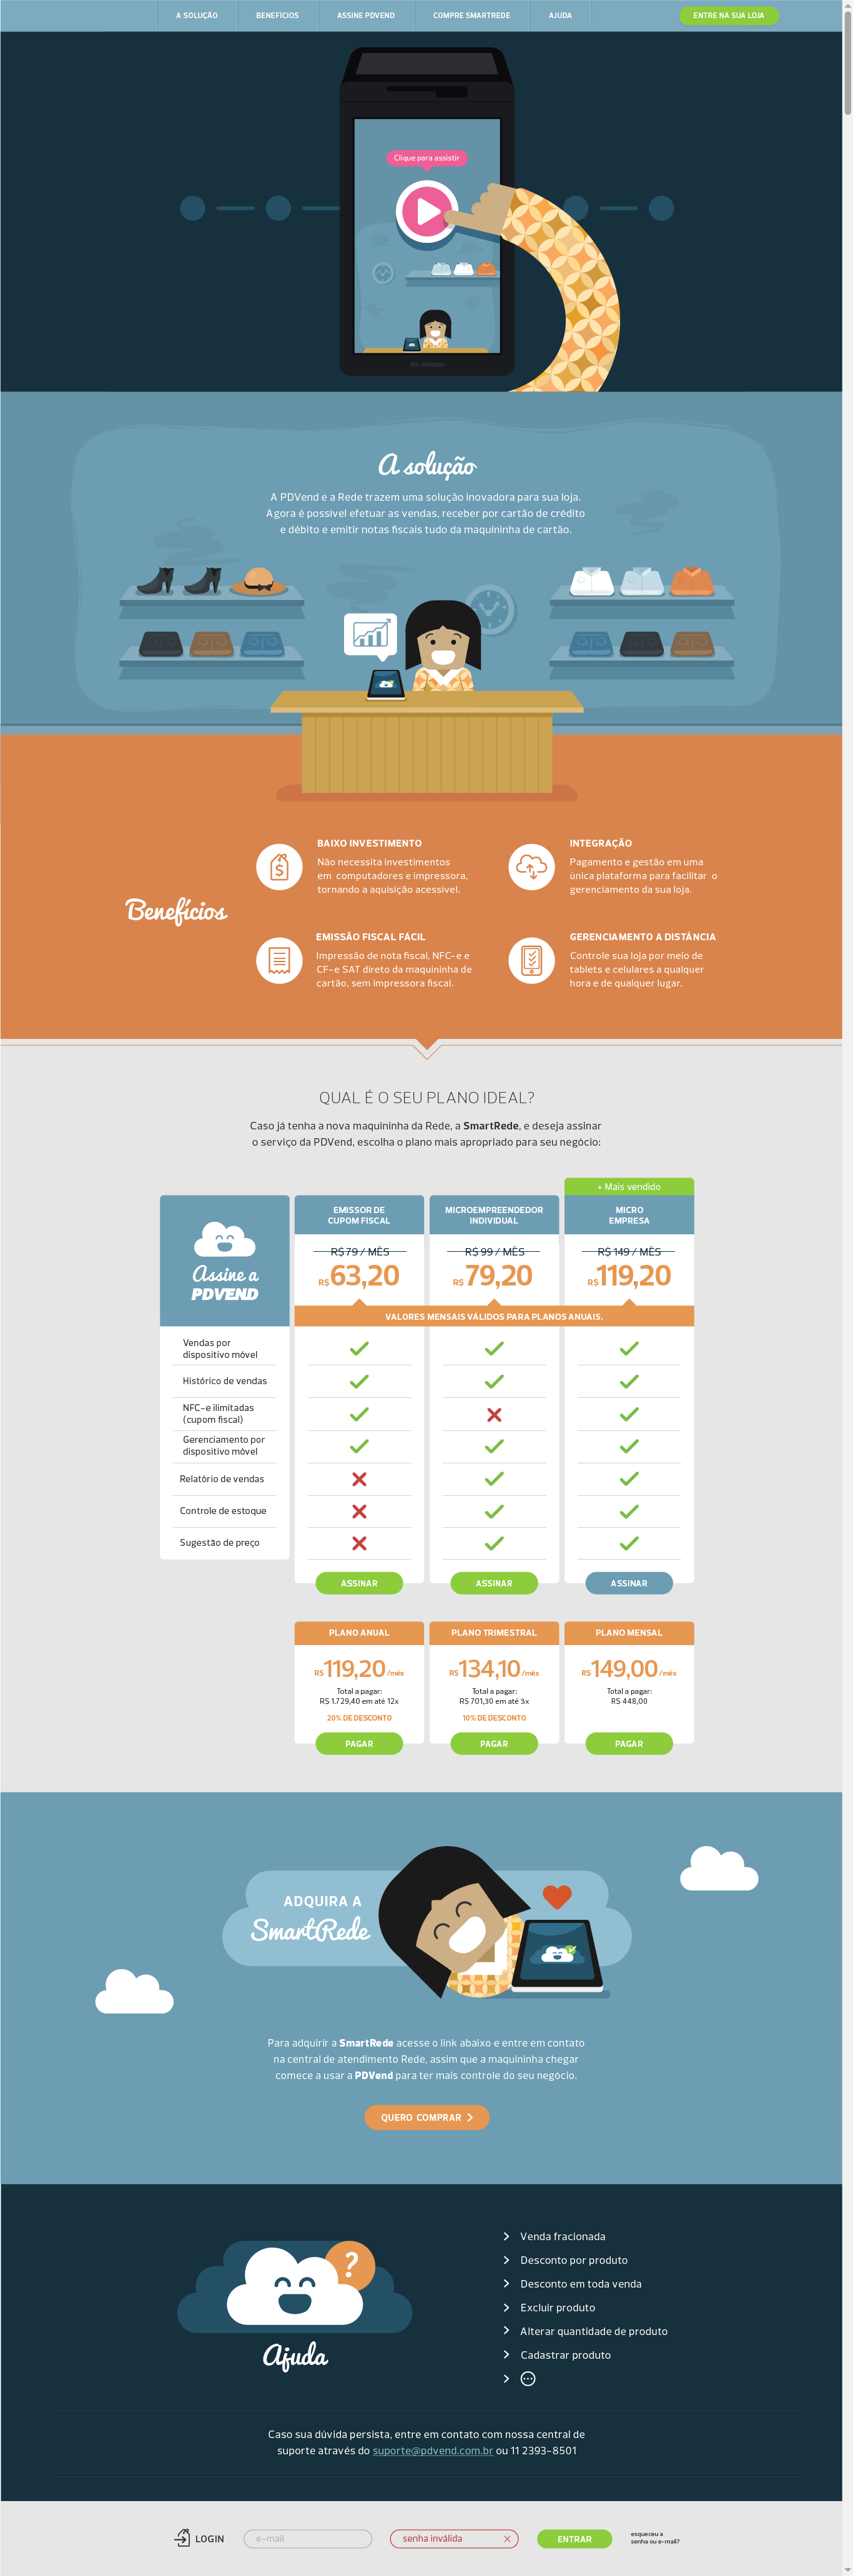 A SOLUÇÃO
BENEFÍCIOS
ASSINE PDVEND
COMPRE SMARTREDE
AJUDA
ENTRE NA SUA LOJA
Clique para assistir
A solução
A PDVend e a Rede trazem uma solução inovadora para sua loja.
Agora é possível efetuar as vendas, receber por cartão de crédito
e débito e emitir notas fiscais tudo da maquininha de cartão.
Benefícios
BAIXO INVESTIMENTO
Não necessita investimentos
em computadores e impressora,
tornando a aquisição acessível.
INTEGRAÇÃO
Pagamento e gestão em uma
única plataforma para facilitar o
gerenciamento da sua loja.
EMISSÃO FISCAL FÁCIL
Impressão de nota fiscal, NFC-e e
CF-e SAT direto da maquininha de
cartão, sem impressora fiscal.
GERENCIAMENTO A DISTÂNCIA
Controle sua loja por meio de
tablets e celulares a qualquer
hora e de qualquer lugar.
QUAL É O SEU PLANO IDEAL?
Caso já tenha a nova maquininha da Rede, a SmartRede, e deseja assinar
o serviço da PDVend, escolha o plano mais apropriado para seu negócio:
+ Mais vendido
Assine a
PDVEND
EMISSOR DE
CUPOM FISCAL
MICROEMPREENDEDOR
INDIVIDUAL
MICRO
EMPRESA
R$ 79 / MÊS
R$ 99 / MÊS
R$ 149 / MÊS
R$ 63,20
R$ 79,20
R$ 119,20
VALORES MENSAIS VÁLIDOS PARA PLANOS ANUAIS.
Vendas por
dispositivo móvel
Histórico de vendas
NFC-e ilimitadas
(cupom fiscal)
Gerenciamento por
dispositivo móvel
Relatório de vendas
Controle de estoque
Sugestão de preço
ASSINAR
ASSINAR
ASSINAR
PLANO ANUAL
R$ 119,20 /mês
Total a pagar:
R$ 1.729,40 em até 12x
20% DE DESCONTO
PAGAR
PLANO TRIMESTRAL
R$ 134,10 /mês
Total a pagar:
R$ 701,30 em até 3x
10% DE DESCONTO
PAGAR
PLANO MENSAL
R$ 149,00 /mês
Total a pagar:
R$ 448,00
PAGAR
ADQUIRA A
SmartRede
Para adquirir a SmartRede acesse o link abaixo e entre em contato
na central de atendimento Rede, assim que a maquininha chegar
comece a usar a PDVend para ter mais controle do seu negócio.
QUERO COMPRAR
?
Ajuda
Venda fracionada
Desconto por produto
Desconto em toda venda
Excluir produto
Alterar quantidade de produto
Cadastrar produto
Caso sua dúvida persista, entre em contato com nossa central de
suporte através do suporte@pdvend.com.br ou 11 2393-8501
LOGIN
e-mail
senha inválida
ENTRAR
esqueceu a
senha ou e-mail?